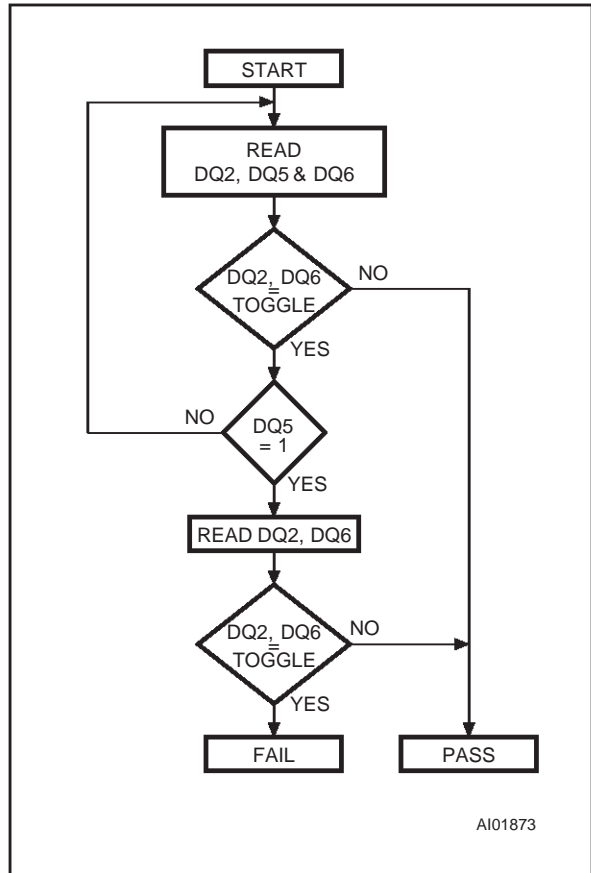 START
READ
DQ2, DQ5 & DQ6
DQ2, DQ6
=
TOGGLE
NO
YES
NO
DQ5
= 1
YES
READ DQ2, DQ6
DQ2, DQ6
=
TOGGLE
NO
YES
FAIL
PASS
AI01873